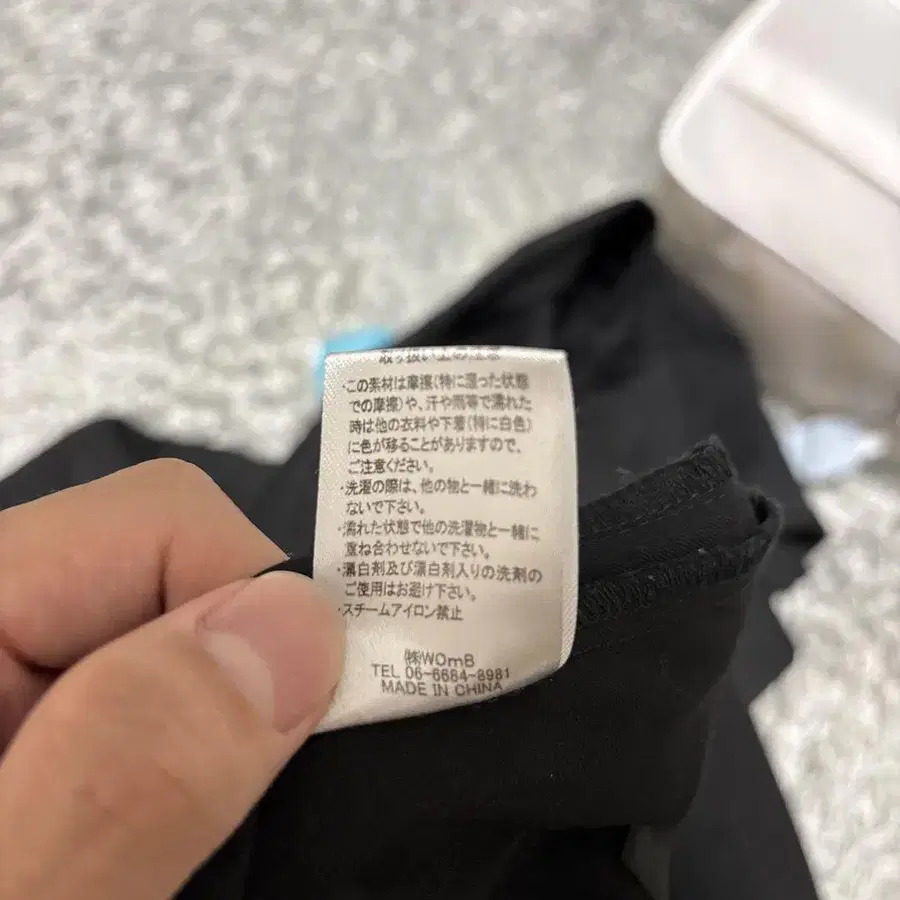 取り扱い上の注意
・この素材は摩擦(特に湿った状態
での摩擦)や、汗や雨等で濡れた
時は他の衣料や下着(特に白色)
に色が移ることがありますので、
ご注意ください。
・洗濯の際は、他の物と一緒に洗わ
ないで下さい。
・濡れた状態で他の洗濯物と一緒に
重ね合わせないで下さい。
・漂白剤及び漂白剤入りの洗剤の
ご使用はお避け下さい。
・スチームアイロン禁止
㈱WOmB
TEL 06-6684-8981
MADE IN CHINA